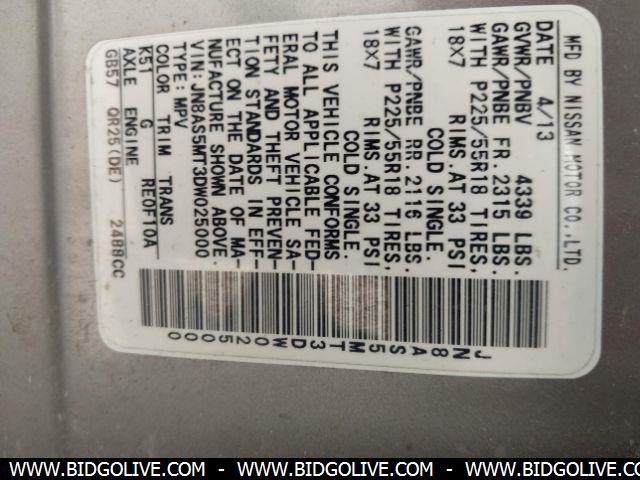 MFD BY NISSAN MOTOR CO.,LTD.
DATE 4/13
GVWR/PNBV 4339 LBS.
GAWR/PNBE FR. 2315 LBS.
WITH P225/55R18 TIRES,
18X7 RIMS.AT 33 PSI
COLD SINGLE.
GAWR/PNBE RR. 2116 LBS.
WITH P225/55R18 TIRES,
18X7 RIMS AT 33 PSI
COLD SINGLE.
THIS VEHICLE CONFORMS
TO ALL APPLICABLE FED-
ERAL MOTOR VEHICLE SA-
FETY AND THEFT PREVEN-
TION STANDARDS IN EFF-
ECT ON THE DATE OF MA-
NUFACTURE SHOWN ABOVE.
VIN: JN8AS5MT3DW025000
TYPE: MPV
COLOR TRIM TRANS
K51 G RE0F10A
AXLE ENGINE
GB57 QR25(DE) 2488CC
JN8AS5MT3DW025000
WWW.BIDGOLIVE.COM - WWW.BIDGOLIVE.COM - WWW.BIDGOLIVE.COM